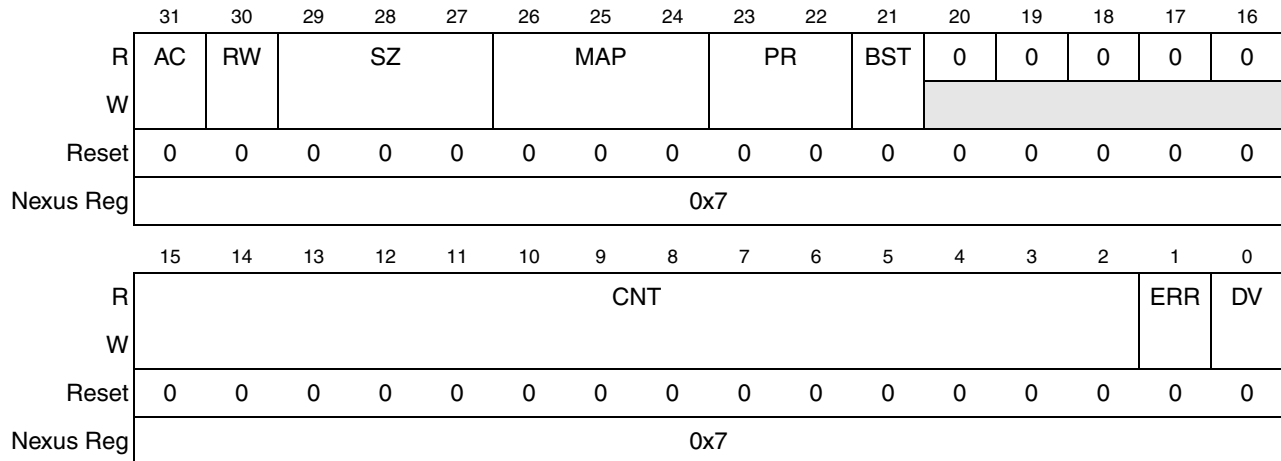 31 30 29 28 27 26 25 24 23 22 21 20 19 18 17 16
R AC RW SZ MAP PR BST 0 0 0 0 0
W
Reset 0 0 0 0 0 0 0 0 0 0 0 0 0 0 0 0
Nexus Reg 0x7
15 14 13 12 11 10 9 8 7 6 5 4 3 2 1 0
R CNT ERR DV
W
Reset 0 0 0 0 0 0 0 0 0 0 0 0 0 0 0 0
Nexus Reg 0x7